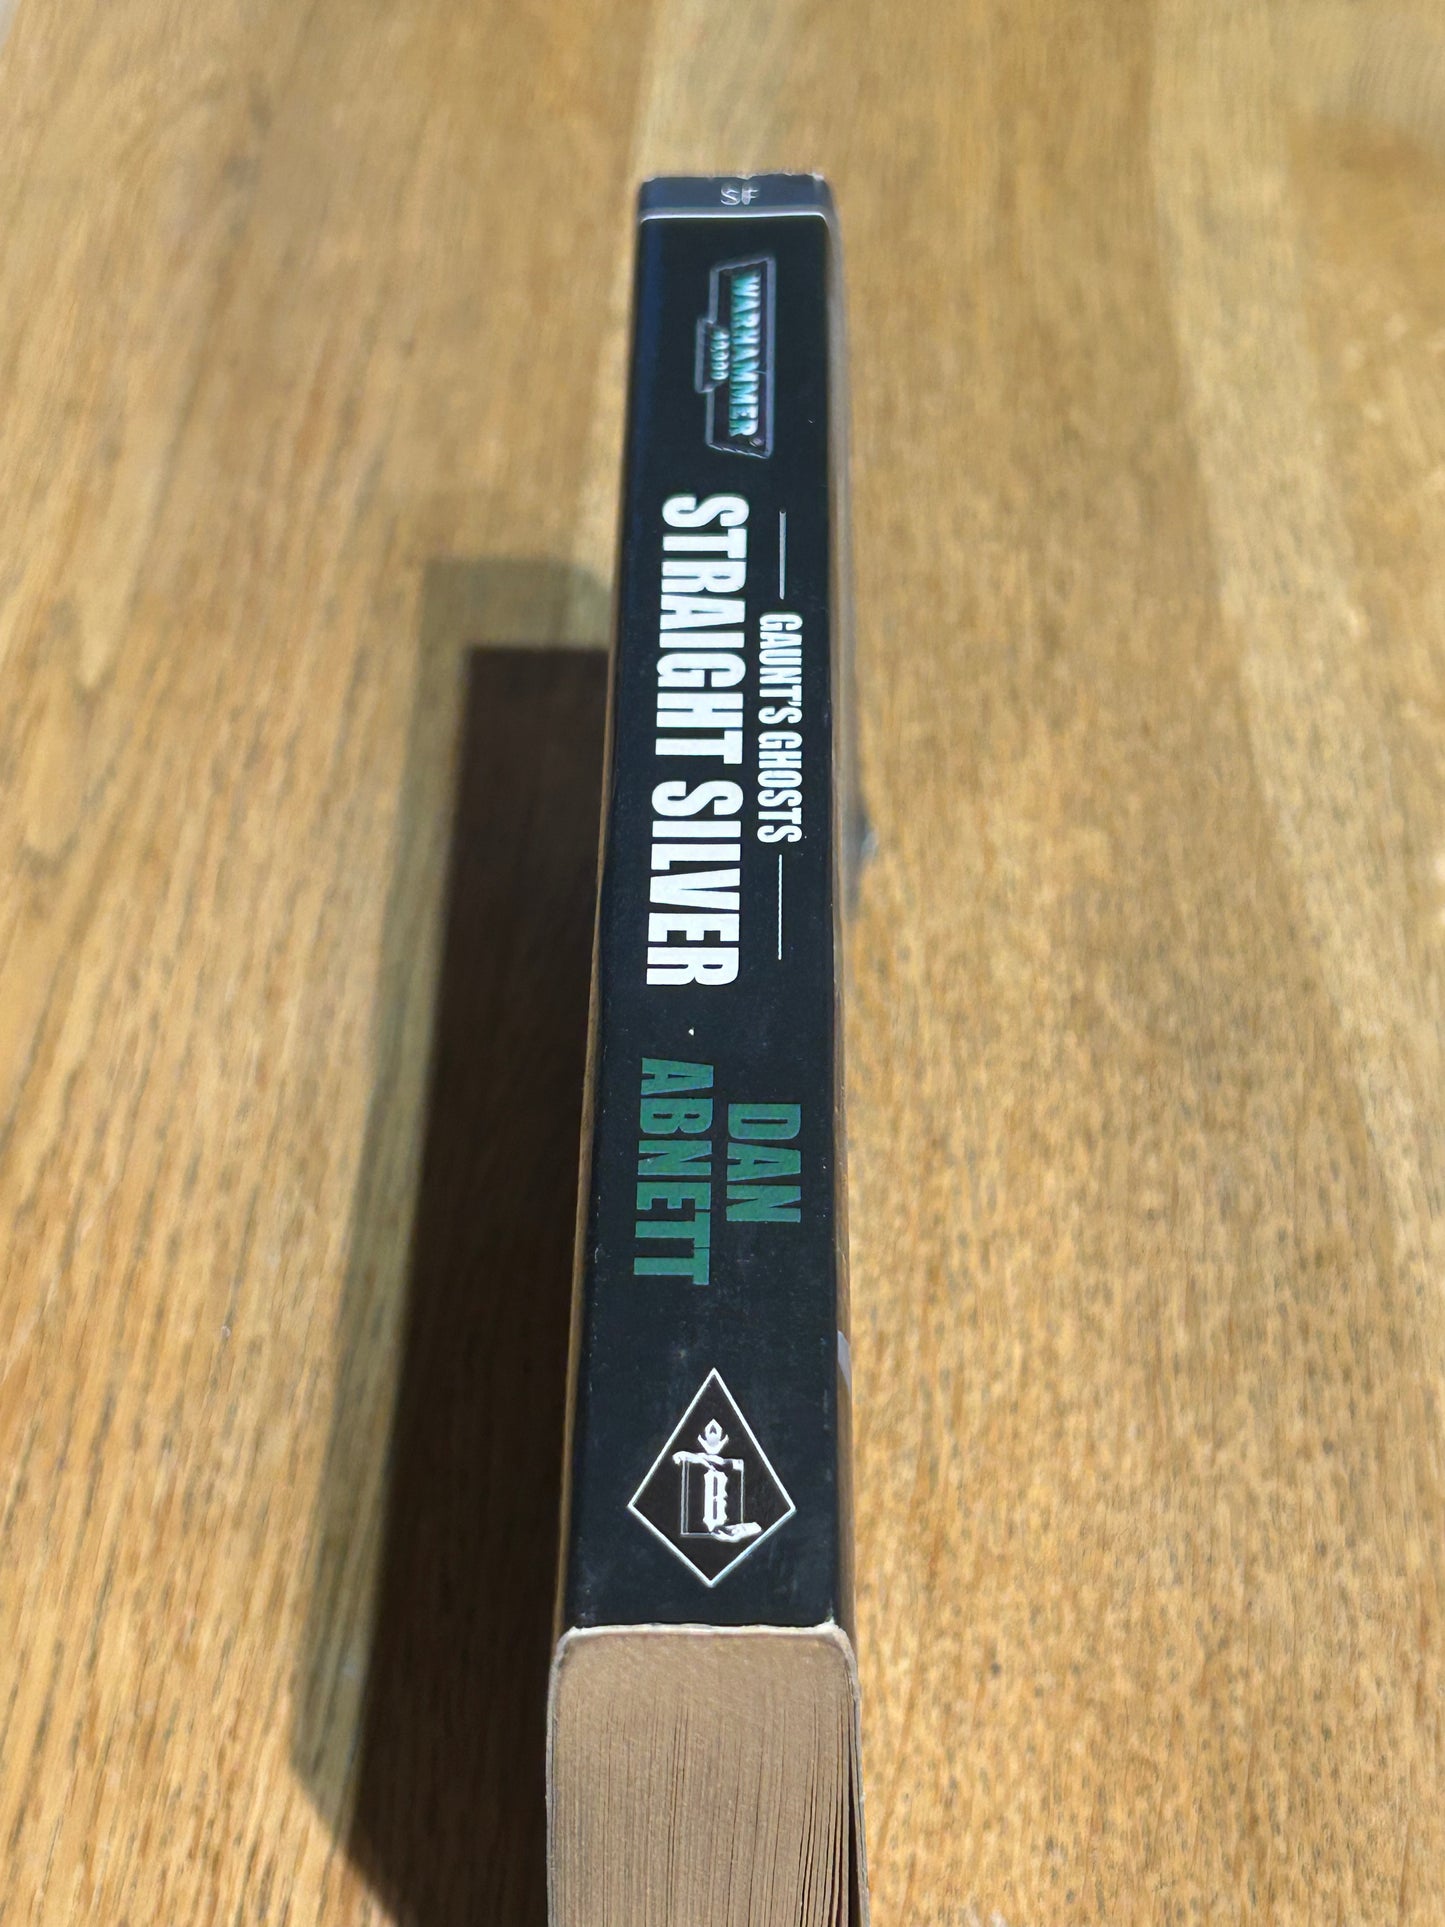 SF
WARHAMMER
40,000
GAUNT'S GHOSTS
STRAIGHT SILVER
DAN
ABNETT